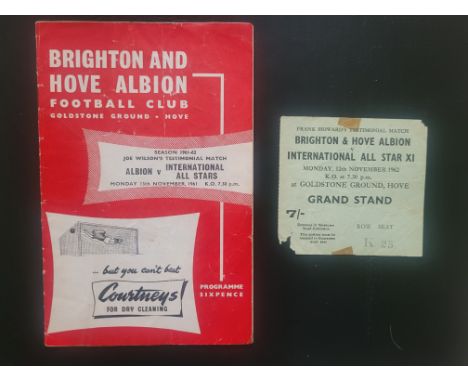 BRIGHTON AND
HOVE ALBION
FOOTBALL CLUB
GOLDSTONE GROUND • HOVE
SEASON 1961-62
JOE WILSON'S TESTIMONIAL MATCH
ALBION v INTERNATIONAL
ALL STARS
MONDAY 13th NOVEMBER, 1961 K.O. 7.30 p.m.
... but you can't beat
Courtneys!
FOR DRY CLEANING
PROGRAMME
SIXPENCE
FRANK HOWARD'S TESTIMONIAL MATCH
BRIGHTON & HOVE ALBION
v
INTERNATIONAL ALL STAR XI
MONDAY, 12th NOVEMBER, 1962
K.O. at 7.30 p.m.
at GOLDSTONE GROUND, HOVE
GRAND STAND
7/-
ROW SEAT
K 25